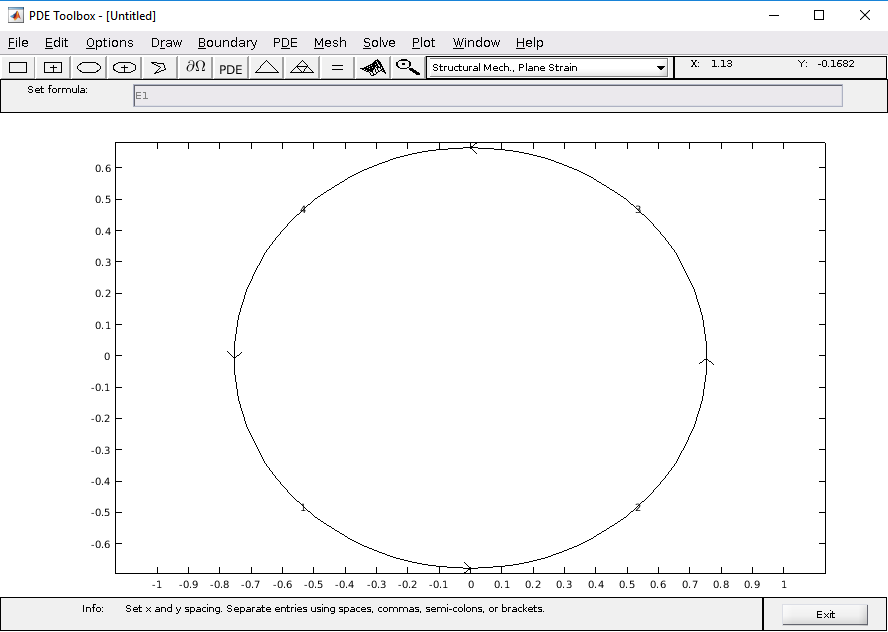 PDE Toolbox - [Untitled]
File Edit Options Draw Boundary PDE Mesh Solve Plot Window Help
∂Ω PDE = Structural Mech., Plane Strain X: 1.13 Y: -0.1682
Set formula: E1
0.6
0.5
0.4
0.3
0.2
0.1
0
-0.1
-0.2
-0.3
-0.4
-0.5
-0.6
4 3
1 2
-1 -0.9 -0.8 -0.7 -0.6 -0.5 -0.4 -0.3 -0.2 -0.1 0 0.1 0.2 0.3 0.4 0.5 0.6 0.7 0.8 0.9 1
Info: Set x and y spacing. Separate entries using spaces, commas, semi-colons, or brackets. Exit